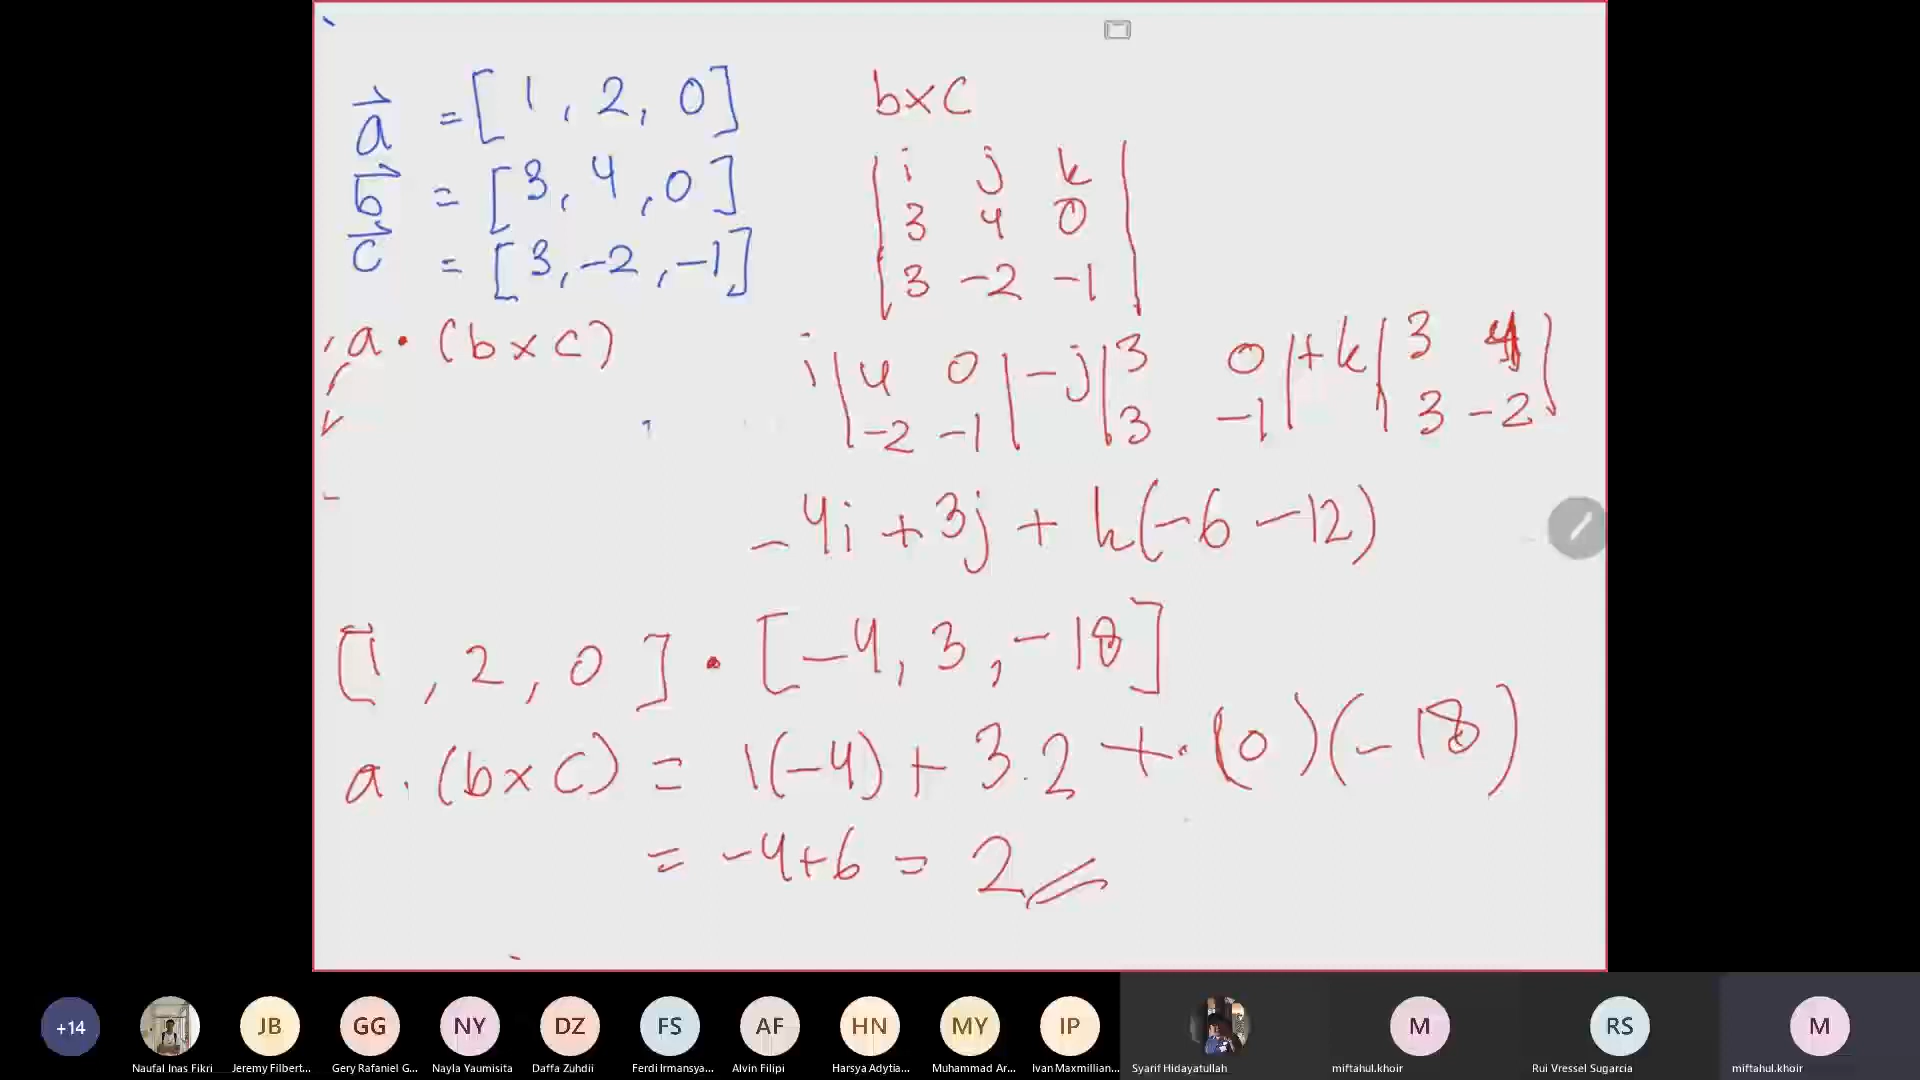 a = [1, 2, 0]
b = [3, 4, 0]
c = [3, -2, -1]
a • (b x c)
b x c
| i j k |
| 3 4 0 |
| 3 -2 -1 |
i | 4 0 | - j | 3 0 | + k | 3 4 |
| -2 -1 | | 3 -1 | | 3 -2 |
-4i + 3j + k(-6 -12)
[1, 2, 0] • [-4, 3, -18]
a . (b x c) = 1(-4) + 3.2 + . (0)(-18)
= -4+6 = 2
+14
JB
GG
NY
DZ
FS
AF
HN
MY
IP
M
RS
M
Naufal Inas Fikri
Jeremy Filbert...
Gery Rafaniel G...
Nayla Yaumisita
Daffa Zuhdii
Ferdi Irmansya...
Alvin Filipi
Harsya Adytia...
Muhammad Ar...
Ivan Maxmillian...
Syarif Hidayatullah
miftahul.khoir
Rui Vressel Sugarcia
miftahul.khoir